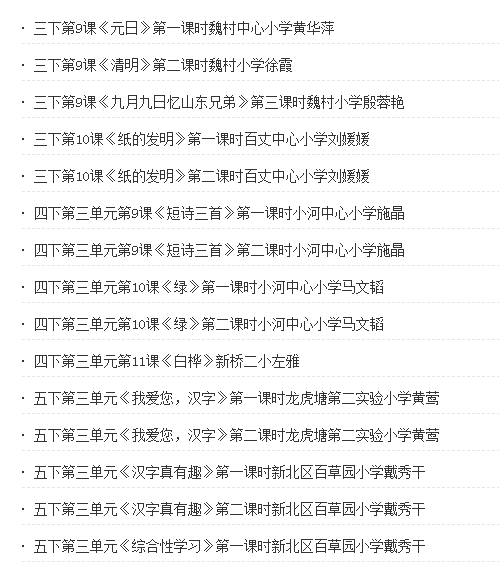 · 三下第9课《元日》第一课时魏村中心小学黄华萍
· 三下第9课《清明》第二课时魏村小学徐霞
· 三下第9课《九月九日忆山东兄弟》第三课时魏村小学殷蓉艳
· 三下第10课《纸的发明》第一课时百丈中心小学刘媛媛
· 三下第10课《纸的发明》第二课时百丈中心小学刘媛媛
· 四下第三单元第9课《短诗三首》第一课时小河中心小学施晶
· 四下第三单元第9课《短诗三首》第二课时小河中心小学施晶
· 四下第三单元第10课《绿》第一课时小河中心小学马文韬
· 四下第三单元第10课《绿》第二课时小河中心小学马文韬
· 四下第三单元第11课《白桦》新桥二小左雅
· 五下第三单元《我爱您，汉字》第一课时龙虎塘第二实验小学黄莺
· 五下第三单元《我爱您，汉字》第二课时龙虎塘第二实验小学黄莺
· 五下第三单元《汉字真有趣》第一课时新北区百草园小学戴秀干
· 五下第三单元《汉字真有趣》第二课时新北区百草园小学戴秀干
· 五下第三单元《综合性学习》第一课时新北区百草园小学戴秀干